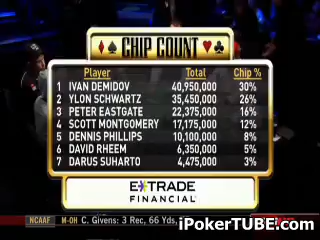 CHIP COUNT
Player Total Chip %
1 IVAN DEMIDOV 40,950,000 30%
2 YLON SCHWARTZ 35,450,000 26%
3 PETER EASTGATE 22,375,000 16%
4 SCOTT MONTGOMERY 17,175,000 12%
5 DENNIS PHILLIPS 10,100,000 8%
6 DAVID RHEEM 6,350,000 5%
7 DARUS SUHARTO 4,475,000 3%
E*TRADE
FINANCIAL
NCAAF M-OH C. Givens: 3 Rec, 66 Yds,
iPokerTUBE.com